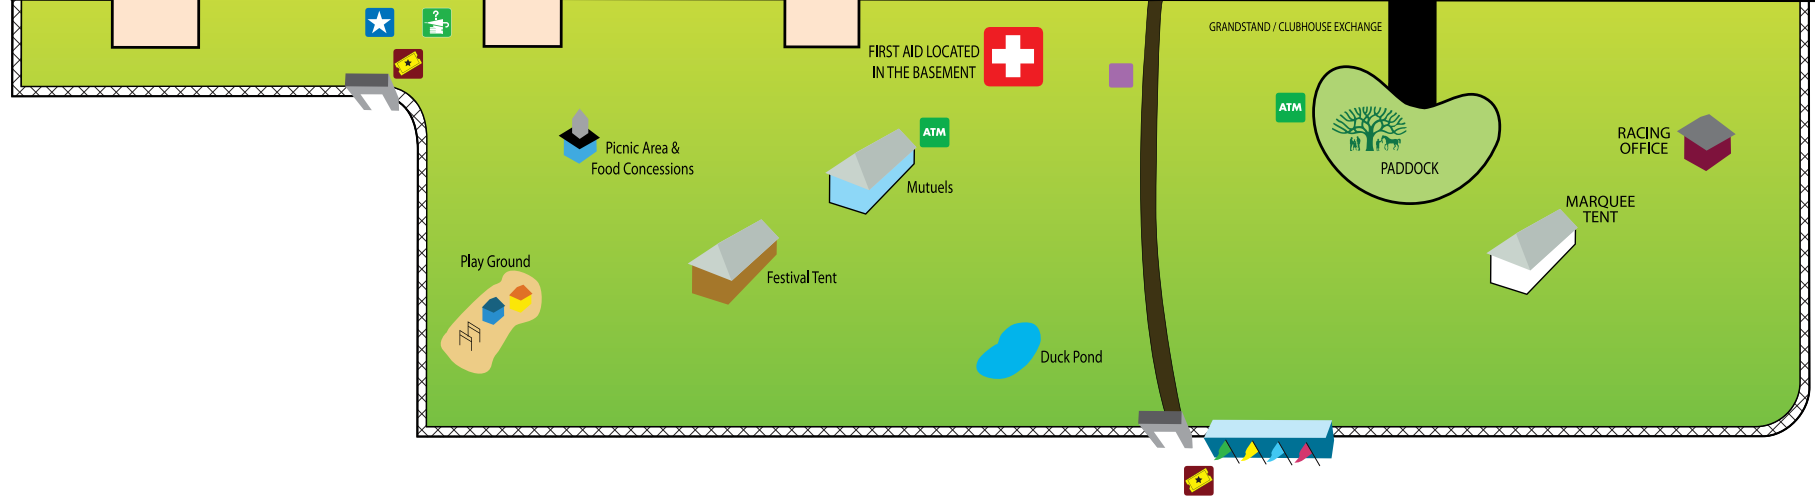 GRANDSTAND / CLUBHOUSE EXCHANGE
FIRST AID LOCATED
IN THE BASEMENT
ATM
ATM
RACING
OFFICE
Picnic Area &
Food Concessions
PADDOCK
Mutuels
MARQUEE
TENT
Play Ground
Festival Tent
Duck Pond